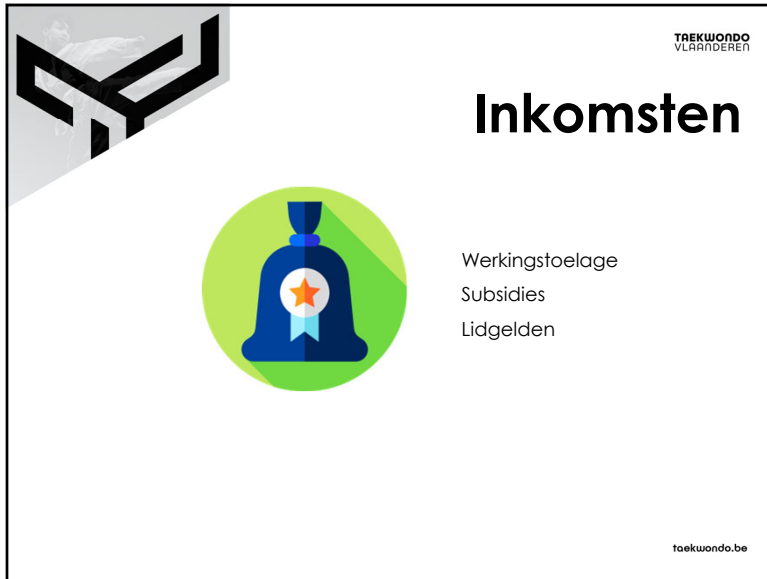 TAEKWONDO
VLAANDEREN
Inkomsten
Werkingstoelage
Subsidies
Lidgelden
taekwondo.be